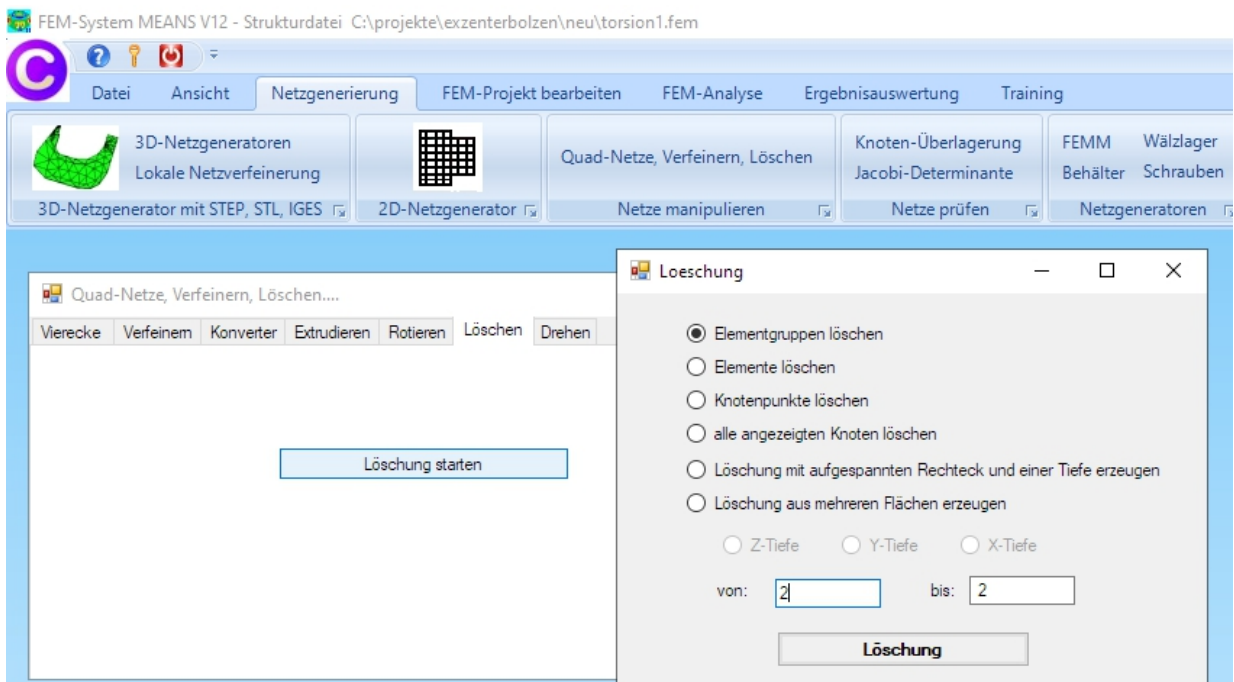 FEM-System MEANS V12 - Strukturdatei C:\projekte\exzenterbolzen\neu\torsion1.fem
C
?
Datei Ansicht Netzgenerierung FEM-Projekt bearbeiten FEM-Analyse Ergebnisauswertung Training
3D-Netzgeneratoren
Lokale Netzverfeinerung
3D-Netzgenerator mit STEP, STL, IGES
2D-Netzgenerator
Quad-Netze, Verfeinern, Löschen
Netze manipulieren
Knoten-Überlagerung
Jacobi-Determinante
Netze prüfen
FEMM Wälzlager
Behälter Schrauben
Netzgeneratoren
Quad-Netze, Verfeinern, Löschen....
Vierecke Verfeinern Konverter Extrudieren Rotieren Löschen Drehen
Löschung starten
Loeschung
Elementgruppen löschen
Elemente löschen
Knotenpunkte löschen
alle angezeigten Knoten löschen
Löschung mit aufgespannten Rechteck und einer Tiefe erzeugen
Löschung aus mehreren Flächen erzeugen
Z-Tiefe Y-Tiefe X-Tiefe
von: 2 bis: 2
Löschung